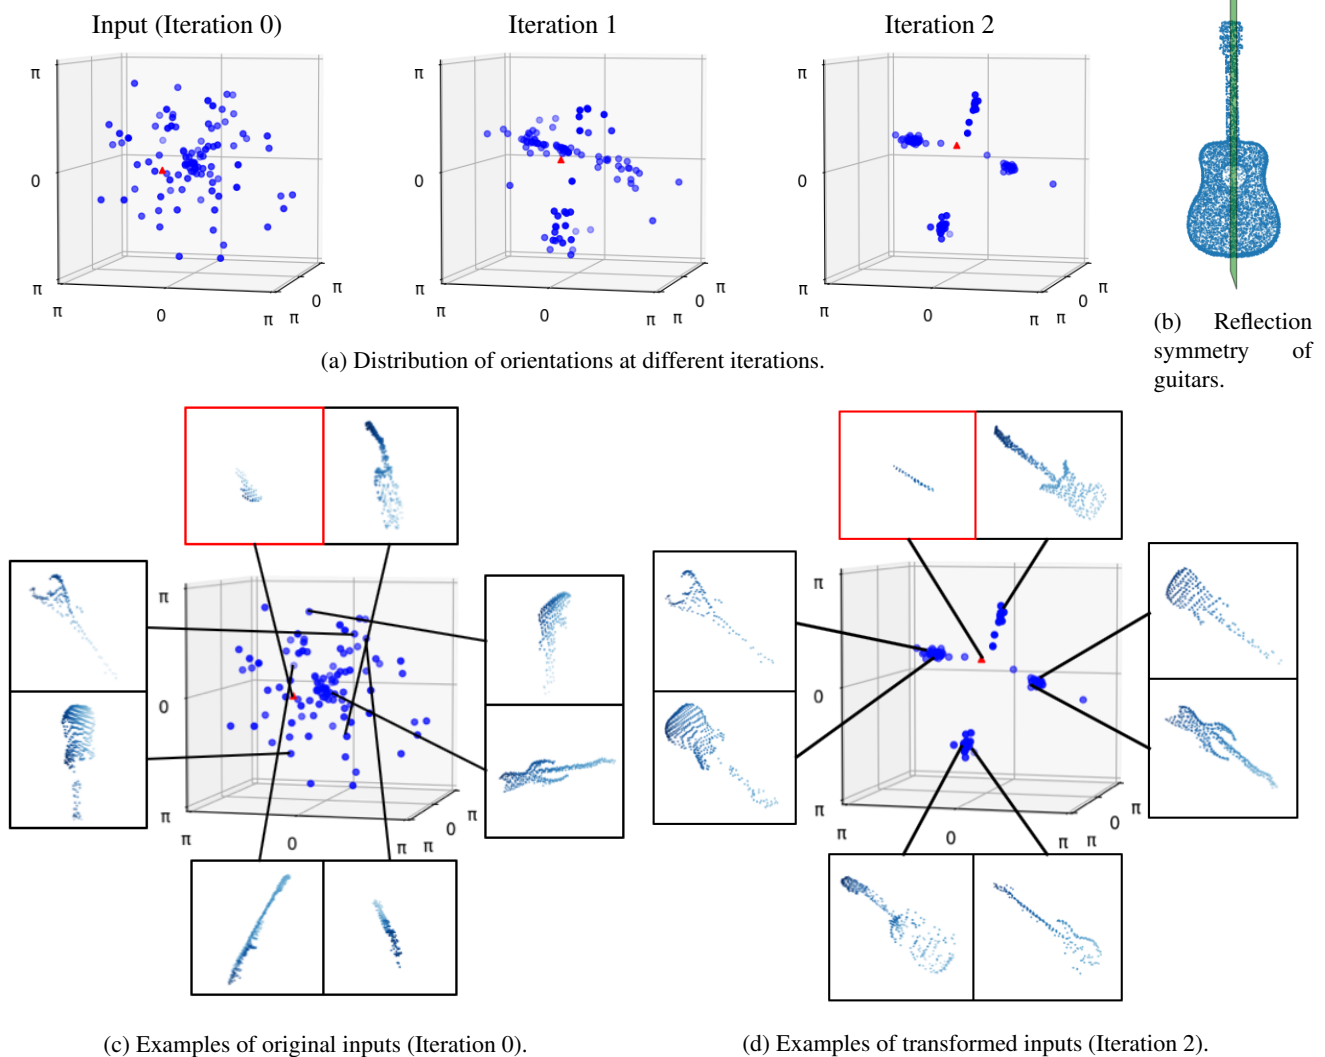 Input (Iteration 0)
Iteration 1
Iteration 2
π
0
π
π
0
π
π
0
π
π
0
π
π
0
π
π
0
π
π
0
π
π
0
π
π
0
π
(a) Distribution of orientations at different iterations.
(b) Reflection
symmetry of
guitars.
π
0
π
π
0
π
π
0
π
π
0
π
π
0
π
π
0
π
(c) Examples of original inputs (Iteration 0).
(d) Examples of transformed inputs (Iteration 2).